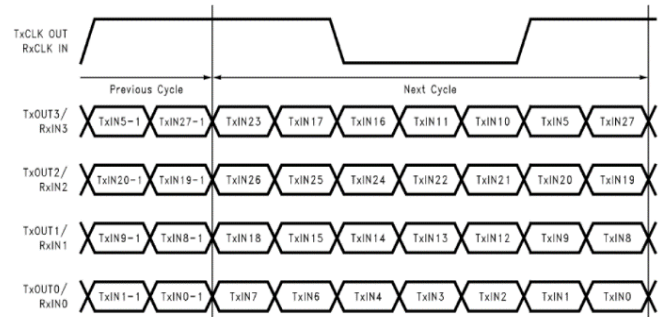 TxCLK OUT
RxCLK IN
Previous Cycle Next Cycle
TxOUT3/
RxIN3
TxIN5-1 TxIN27-1 TxIN23 TxIN17 TxIN16 TxIN11 TxIN10 TxIN5 TxIN27
TxOUT2/
RxIN2
TxIN20-1 TxIN19-1 TxIN26 TxIN25 TxIN24 TxIN22 TxIN21 TxIN20 TxIN19
TxOUT1/
RxIN1
TxIN9-1 TxIN8-1 TxIN18 TxIN15 TxIN14 TxIN13 TxIN12 TxIN9 TxIN8
TxOUT0/
RxIN0
TxIN1-1 TxIN0-1 TxIN7 TxIN6 TxIN4 TxIN3 TxIN2 TxIN1 TxIN0